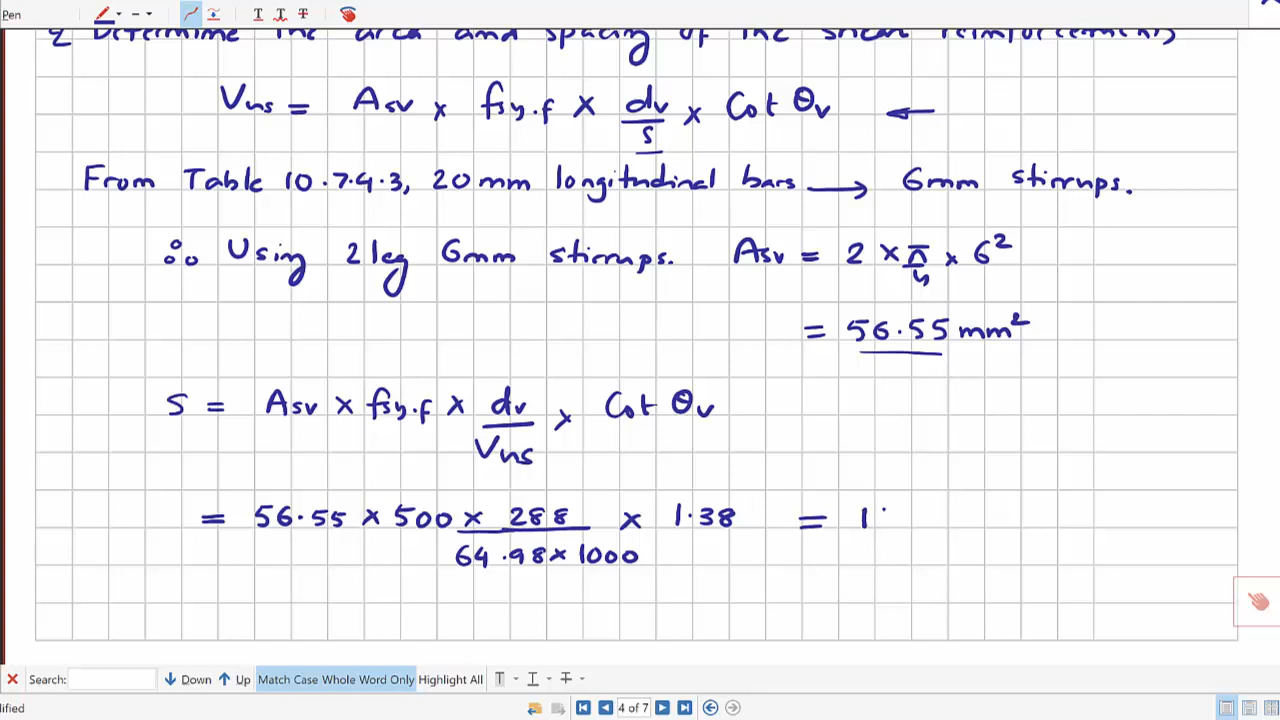 Pen
2 Determine the area and spacing of the shear reinforcements
Vus = Asv × fsy.f × dv/s × Cot θv ←
From Table 10.7.4.3, 20mm longitudinal bars ⟶ 6mm stirrups.
∴ Using 2 leg 6mm stirrups. Asv = 2 × π/4 × 6²
= 56.55 mm²
S = Asv × fsy.f × dv/Vus × Cot θv
= 56.55 × 500 × 288/64.98×1000 × 1.38 = 1
Search: Down Up Match Case Whole Word Only Highlight All
ified 4 of 7